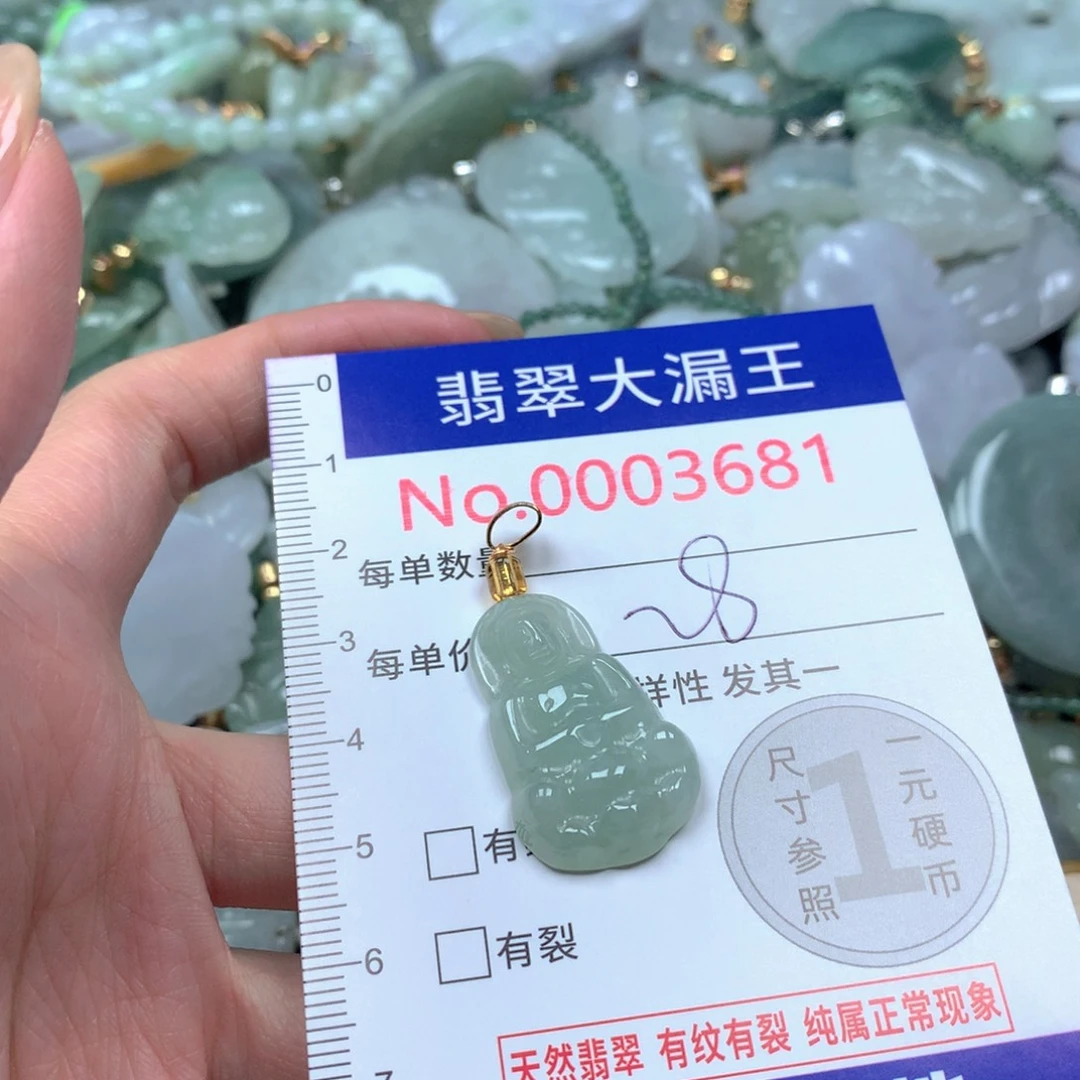 翡翠大漏王
No.0003681
每单数量
每单价
28
样性 发其一
0
1
2
3
4
5
6
7
尺寸参照
1
一元硬币
有
有裂
天然翡翠 有纹有裂 纯属正常现象